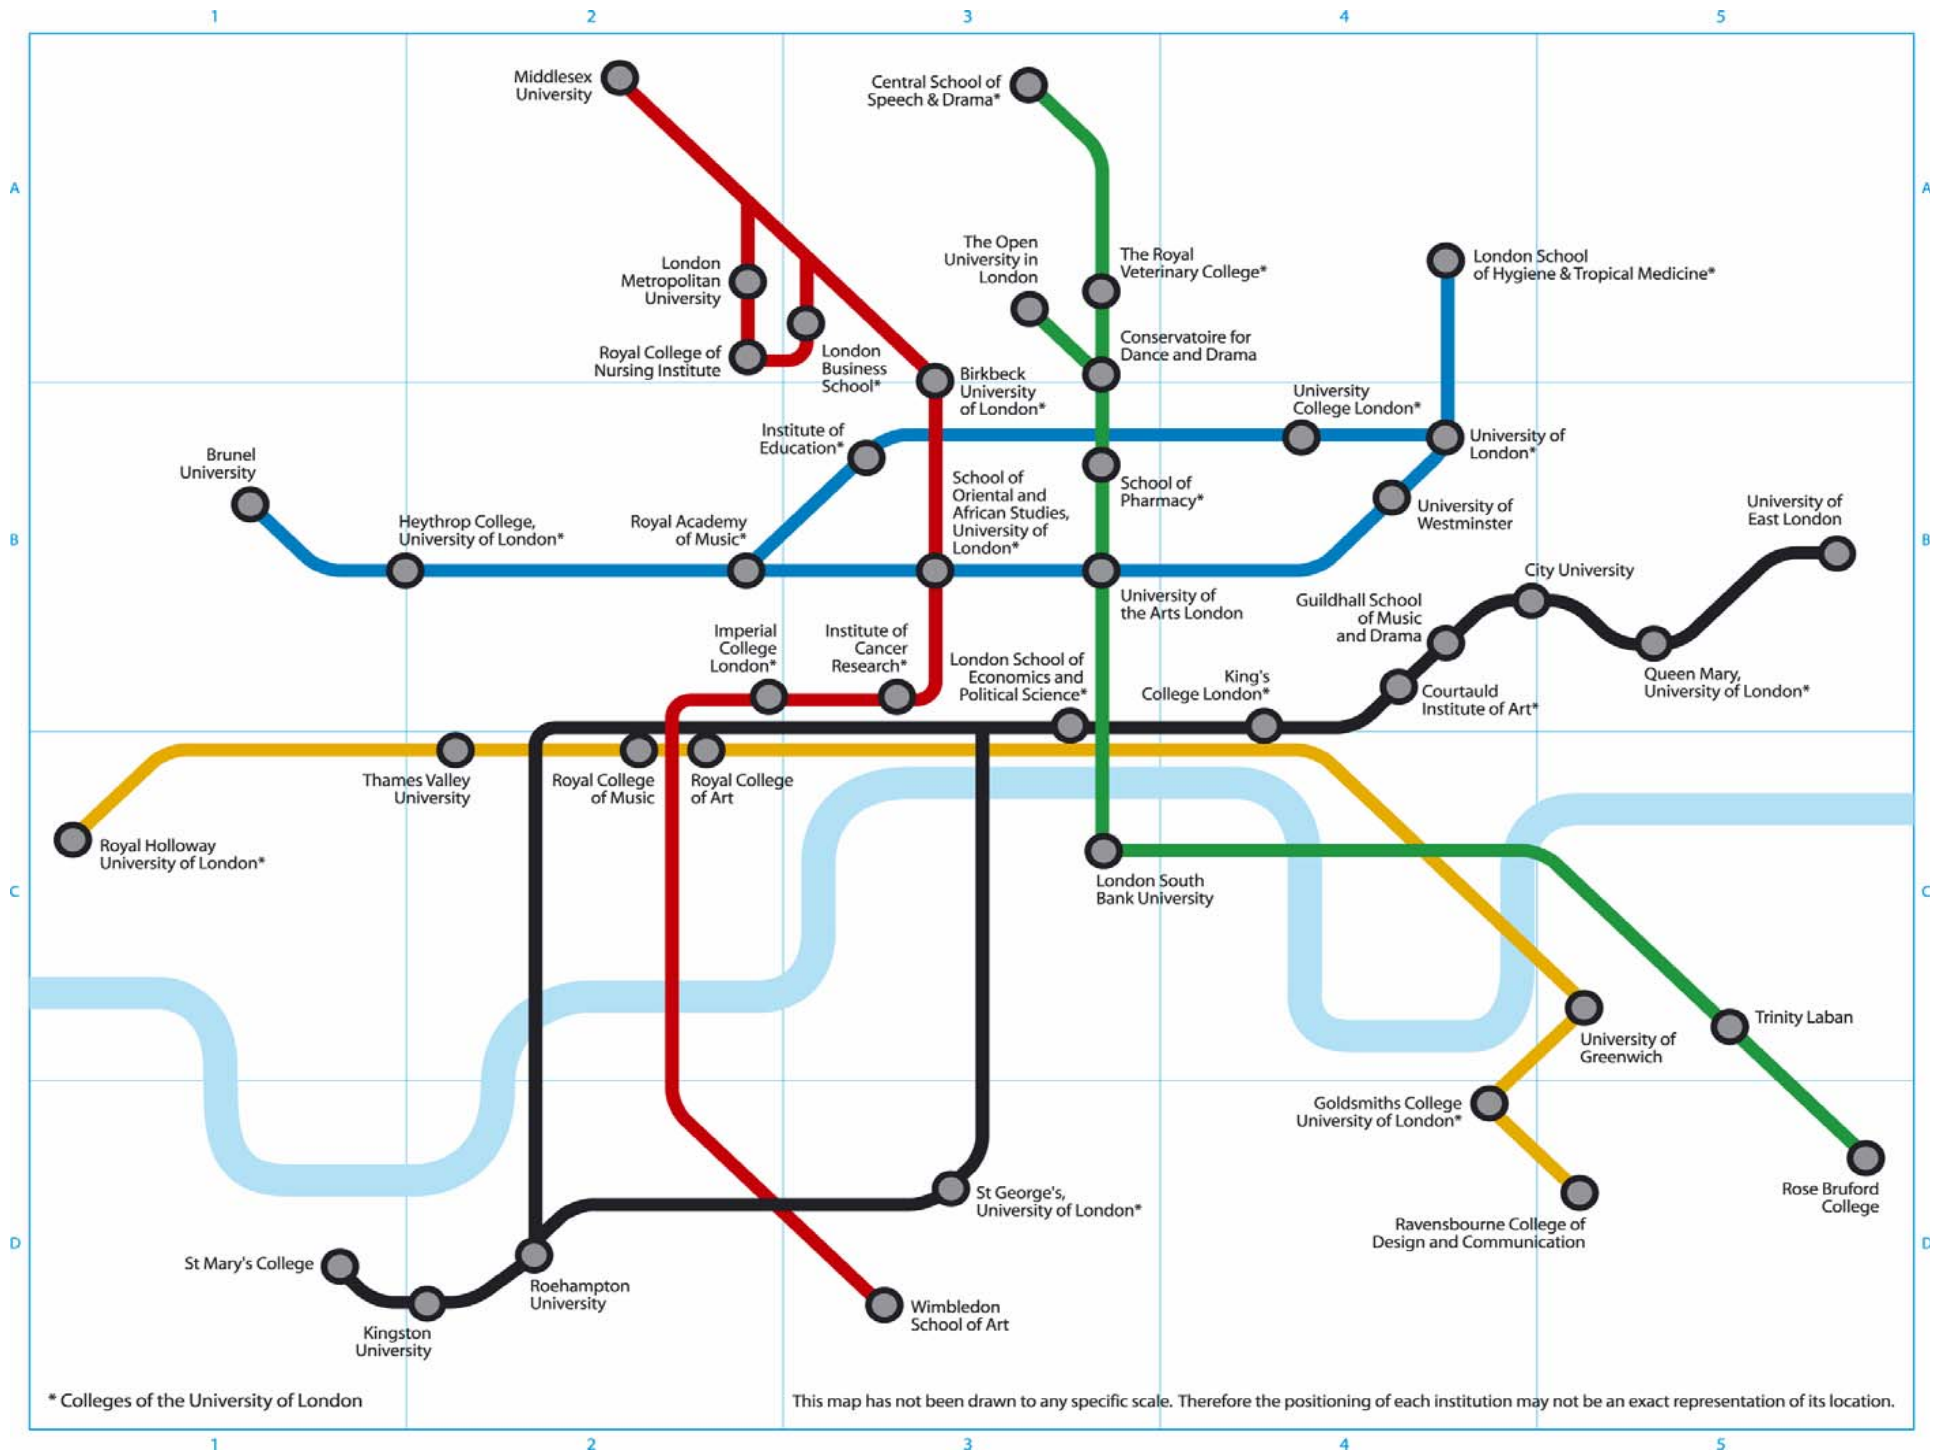 1 2 3 4 5
Middlesex
University
Central School of
Speech & Drama*
A
A
London
Metropolitan
University
The Open
University in
London
The Royal
Veterinary College*
London School
of Hygiene & Tropical Medicine*
Royal College of
Nursing Institute
London
Business
School*
Conservatoire for
Dance and Drama
Birkbeck
University
of London*
University
College London*
Institute of
Education*
University of
London*
Brunel
University
School of
Oriental and
African Studies,
University of
London*
School of
Pharmacy*
University of
Westminster
University of
East London
Heythrop College,
University of London*
Royal Academy
of Music*
B
B
City University
University of
the Arts London
Guildhall School
of Music
and Drama
Imperial
College
London*
Institute of
Cancer
Research*
London School of
Economics and
Political Science*
King's
College London*
Courtauld
Institute of Art*
Queen Mary,
University of London*
Thames Valley
University
Royal College
of Music
Royal College
of Art
Royal Holloway
University of London*
C
C
London South
Bank University
Trinity Laban
University of
Greenwich
Goldsmiths College
University of London*
St George's,
University of London*
Rose Bruford
College
Ravensbourne College of
Design and Communication
D
D
St Mary's College
Roehampton
University
Wimbledon
School of Art
Kingston
University
* Colleges of the University of London
This map has not been drawn to any specific scale. Therefore the positioning of each institution may not be an exact representation of its location.
1 2 3 4 5